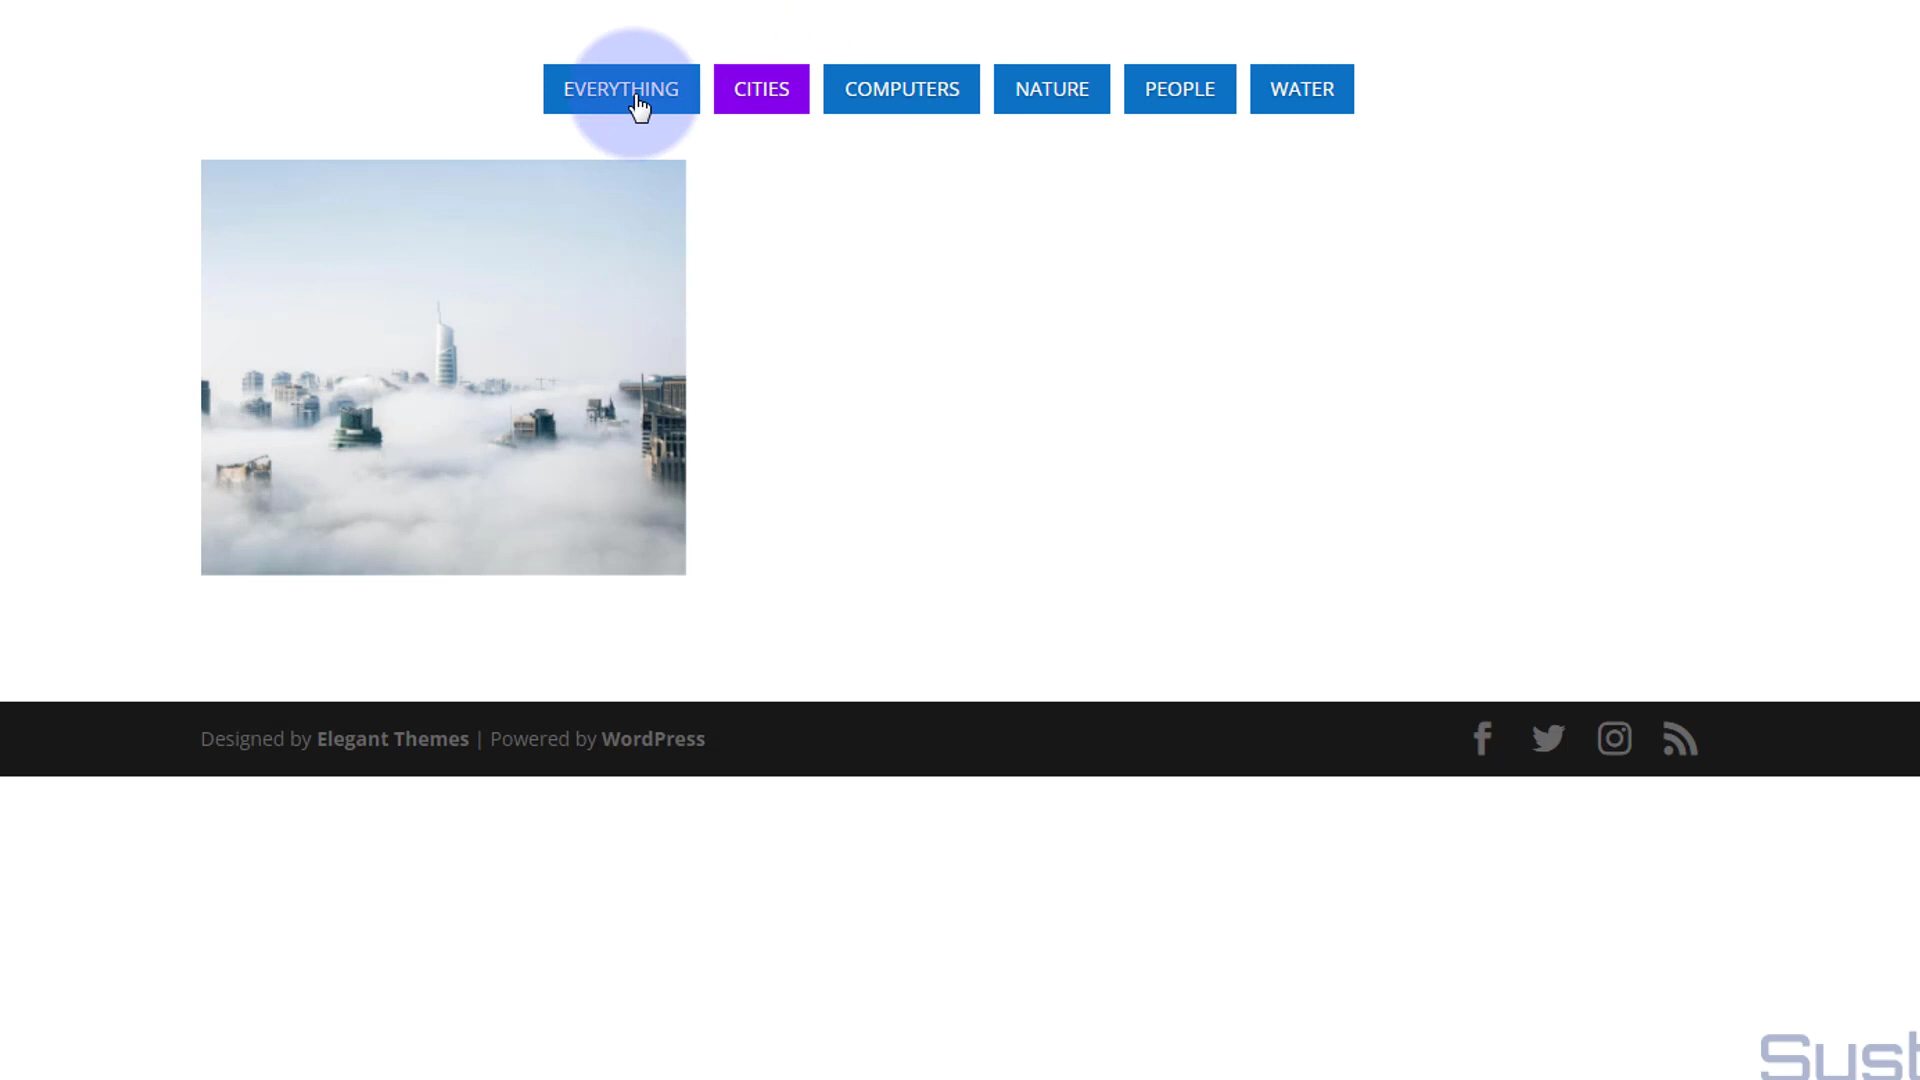 EVERYTHING CITIES COMPUTERS NATURE PEOPLE WATER
Designed by Elegant Themes | Powered by WordPress